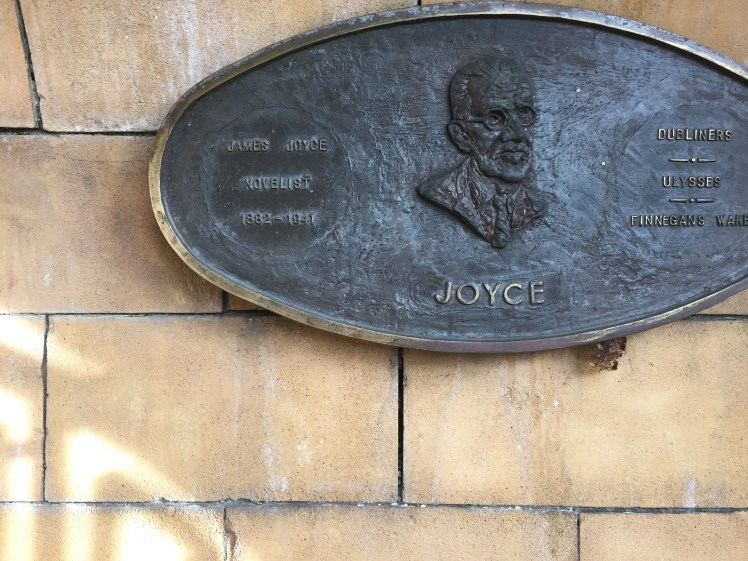 JAMES JOYCE
NOVELIST
1882-1941
JOYCE
DUBLINERS
ULYSSES
FINNEGANS WAKE